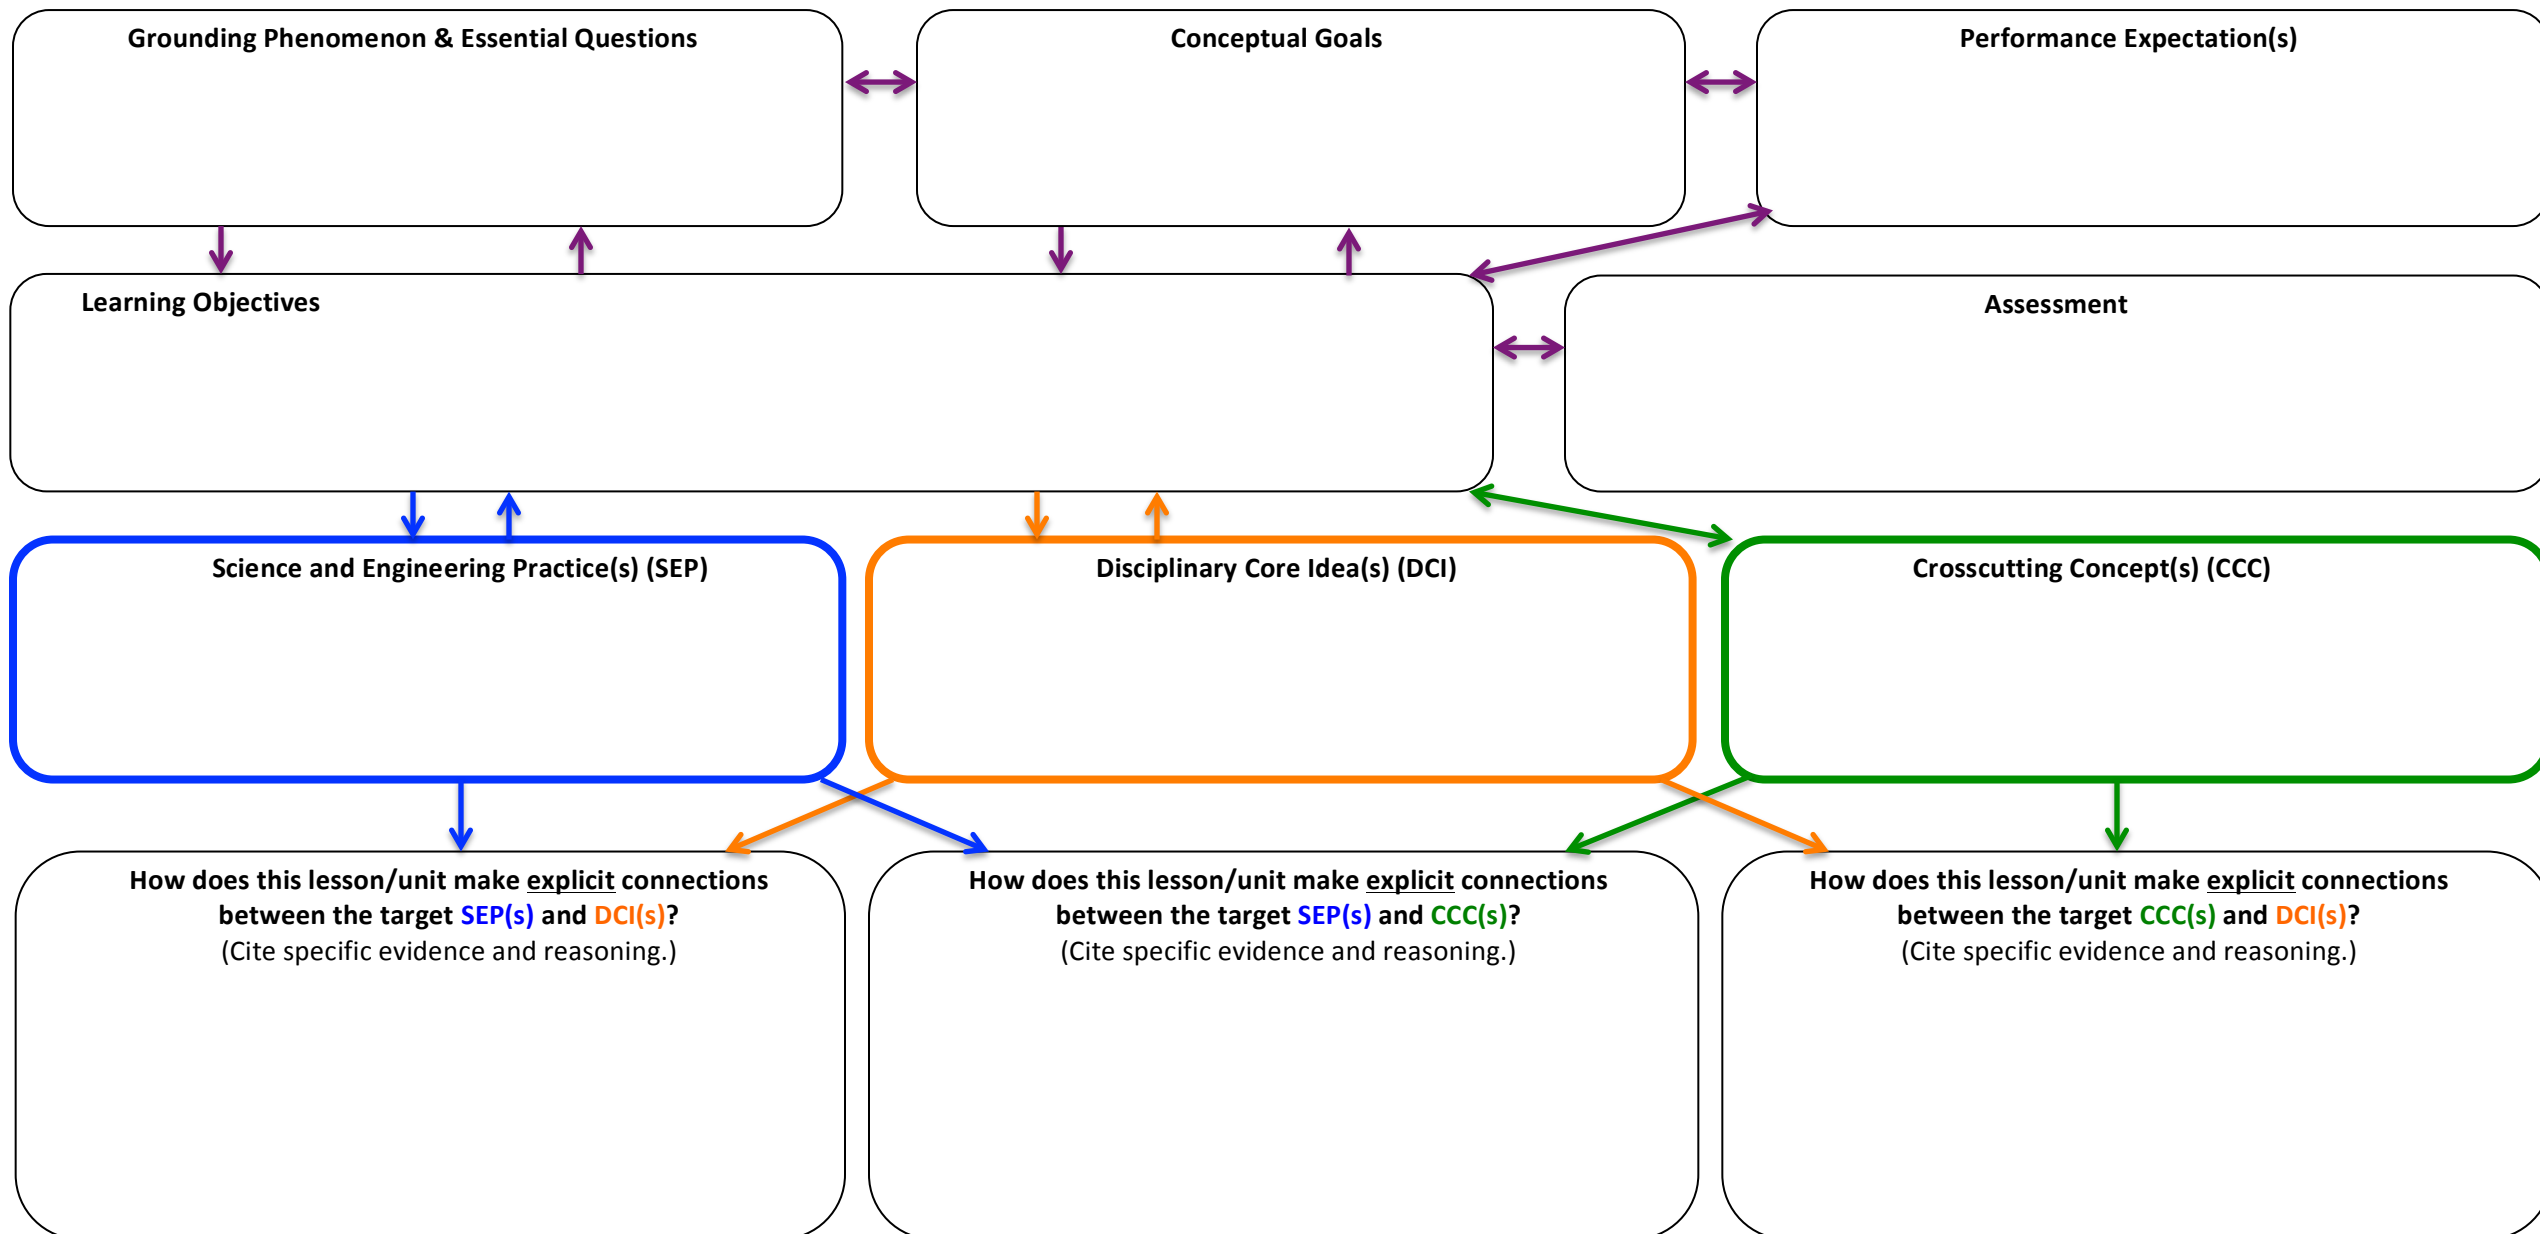 Grounding Phenomenon & Essential Questions
Conceptual Goals
Performance Expectation(s)
Learning Objectives
Assessment
Science and Engineering Practice(s) (SEP)
Disciplinary Core Idea(s) (DCI)
Crosscutting Concept(s) (CCC)
How does this lesson/unit make explicit connections
between the target SEP(s) and DCI(s)?
(Cite specific evidence and reasoning.)
How does this lesson/unit make explicit connections
between the target SEP(s) and CCC(s)?
(Cite specific evidence and reasoning.)
How does this lesson/unit make explicit connections
between the target CCC(s) and DCI(s)?
(Cite specific evidence and reasoning.)